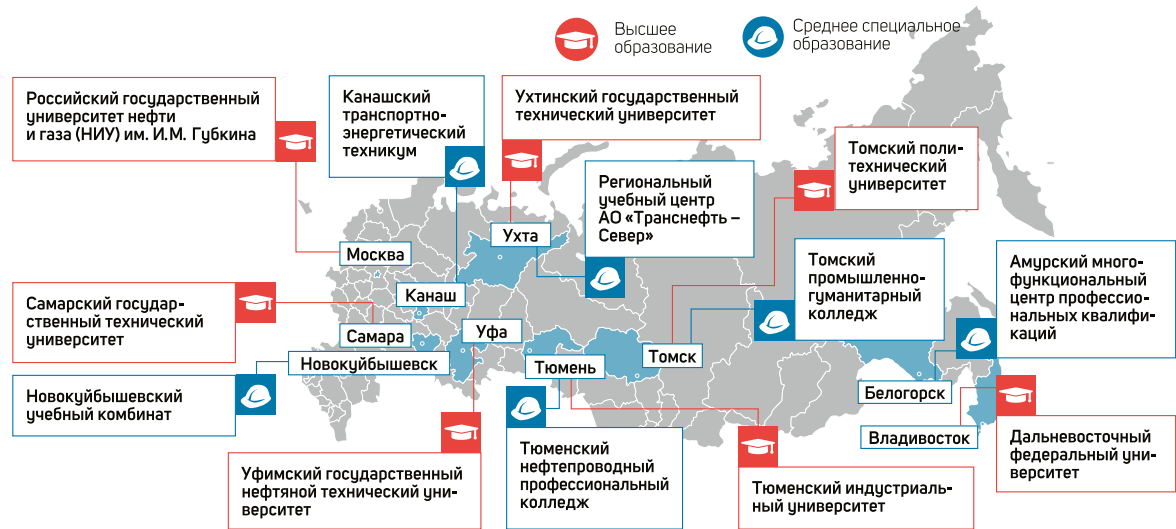 Высшее
образование
Среднее специальное
образование
Российский государственный
университет нефти
и газа (НИУ) им. И.М. Губкина
Канашский
транспортно-
энергетический
техникум
Ухтинский государственный
технический университет
Томский поли-
технический
университет
Региональный
учебный центр
АО «Транснефть –
Север»
Томский
промышленно-
гуманитарный
колледж
Амурский много-
функциональный
центр профессио-
нальных квалифи-
каций
Ухта
Москва
Канаш
Самарский государ-
ственный технический
университет
Самара
Уфа
Новокуйбышевск
Тюмень
Томск
Белогорск
Владивосток
Новокуйбышевский
учебный комбинат
Уфимский государственный
нефтяной технический уни-
верситет
Тюменский
нефтепроводный
профессиональный
колледж
Тюменский индустриаль-
ный университет
Дальневосточный
федеральный уни-
верситет